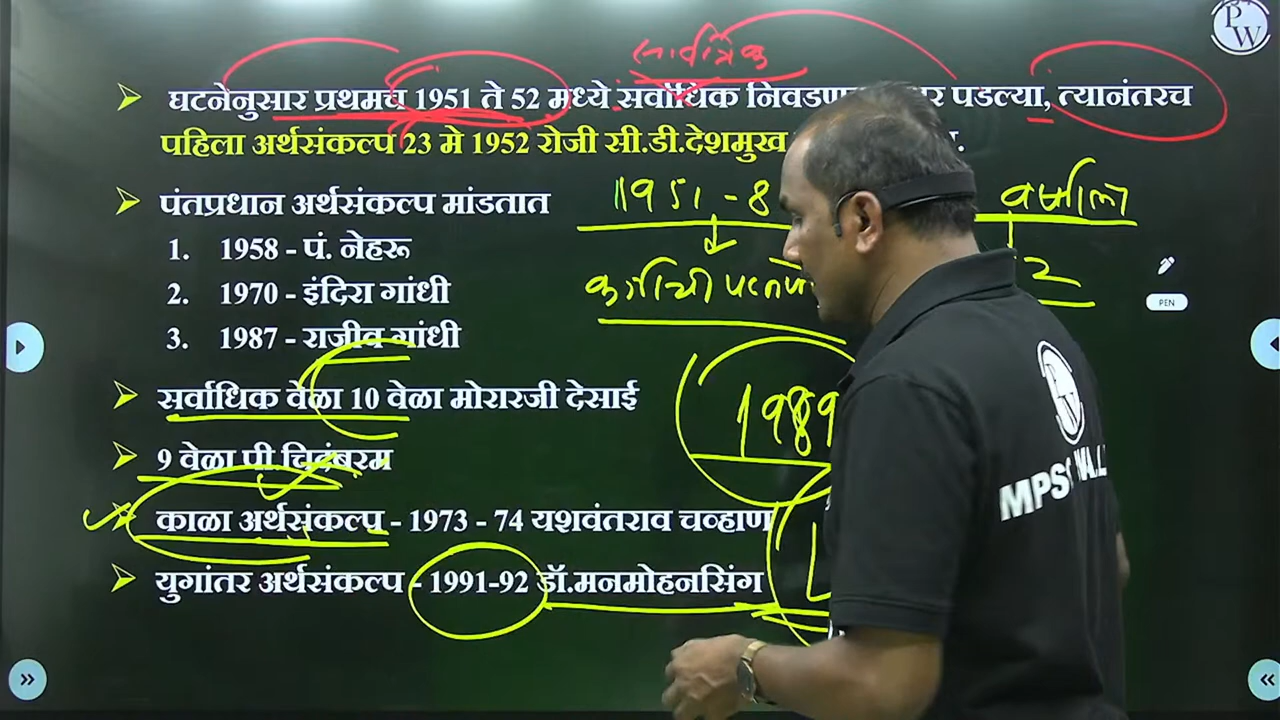 P
W
सार्वत्रिक
घटनेनुसार प्रथमच 1951 ते 52 मध्ये सर्वाधिक पडल्या, त्यानंतरच
पहिला अर्थसंकल्प 23 मे 1952 रोजी सी.डी.देशमुख
पंतप्रधान अर्थसंकल्प मांडतात
1951 -
1. 1958 - पं. नेहरू
2. 1970 - इंदिरा गांधी
2
3. 1987 - राजीव गांधी
PEN
सर्वाधिक वेळा 10 वेळा मोरारजी देसाई
1989
9 वेळा पी चिदंबरम
काळा अर्थसंकल्प - 1973 - 74 यशवंतराव चव्हाण
युगांतर अर्थसंकल्प - 1991-92 डॉ.मनमोहनसिंग
MPS